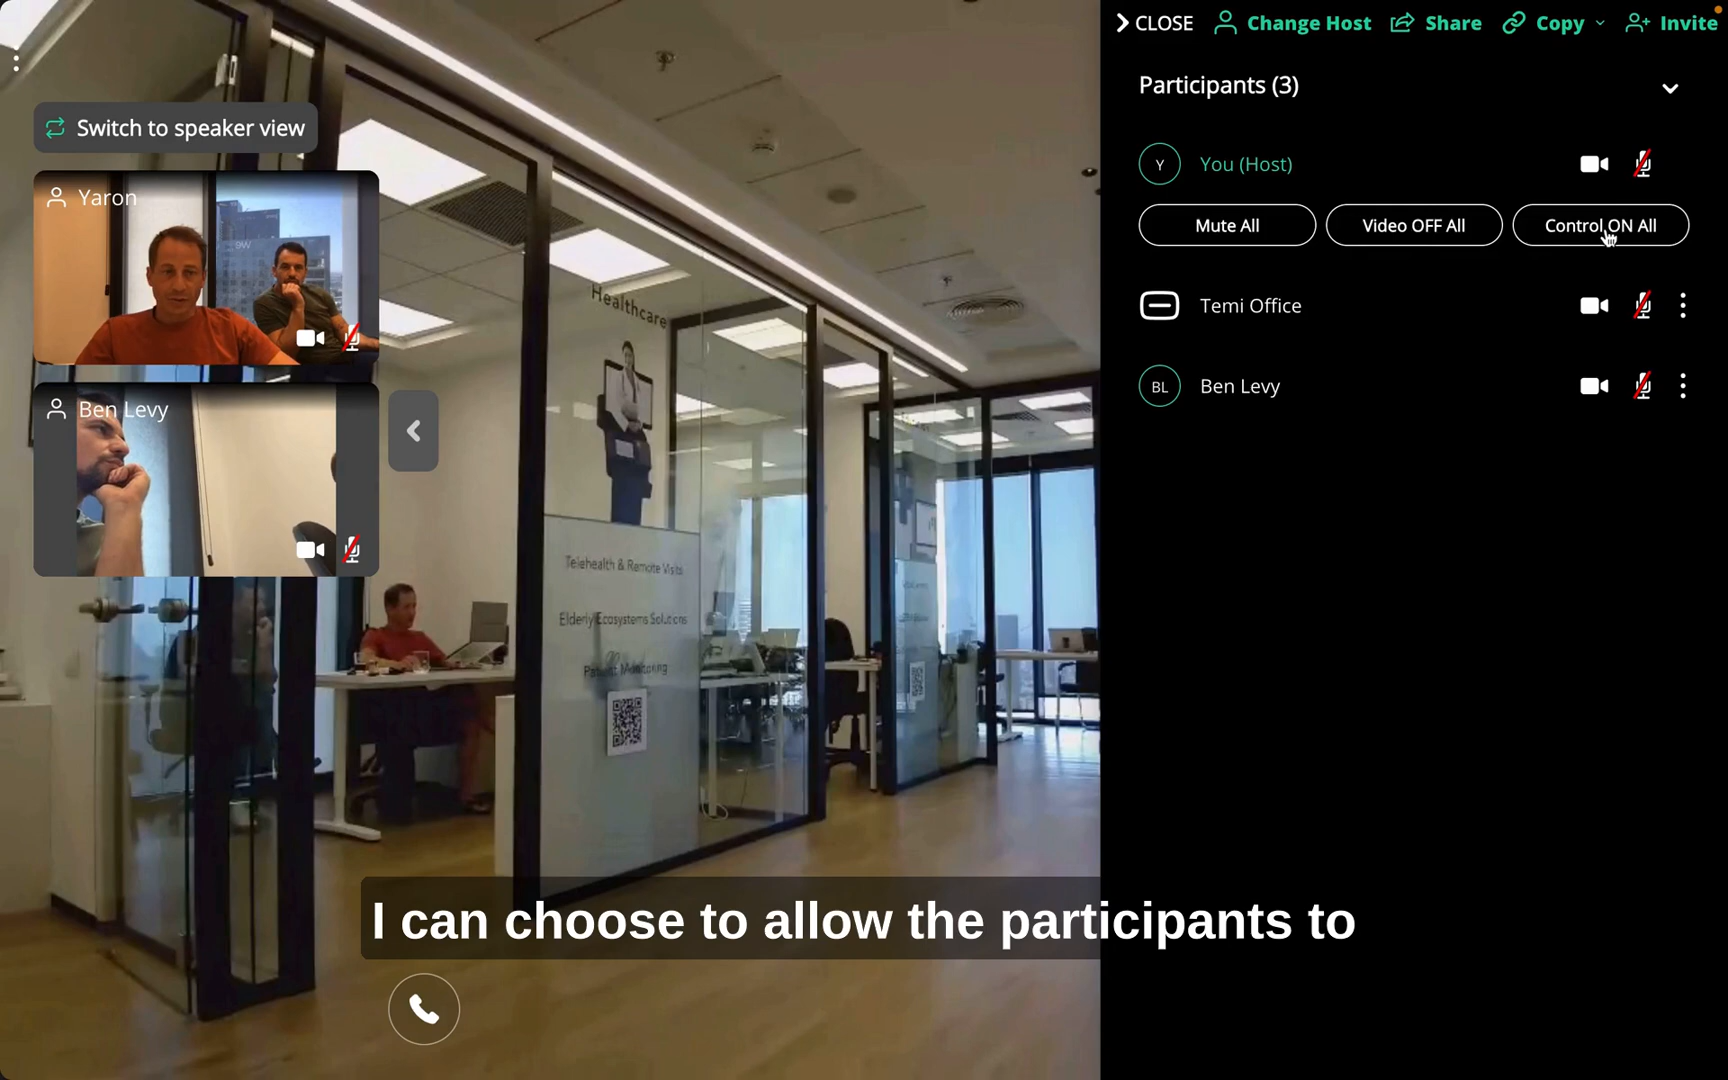 CLOSE
Change Host
Share
Copy
Invite
Participants (3)
Switch to speaker view
Y
You (Host)
Yaron
Mute All
Video OFF All
Control ON All
Temi Office
BL
Ben Levy
Ben Levy
Healthcare
Telehealth & Remote Visits
Elderly Ecosystems Solutions
Patient Monitoring
I can choose to allow the participants to